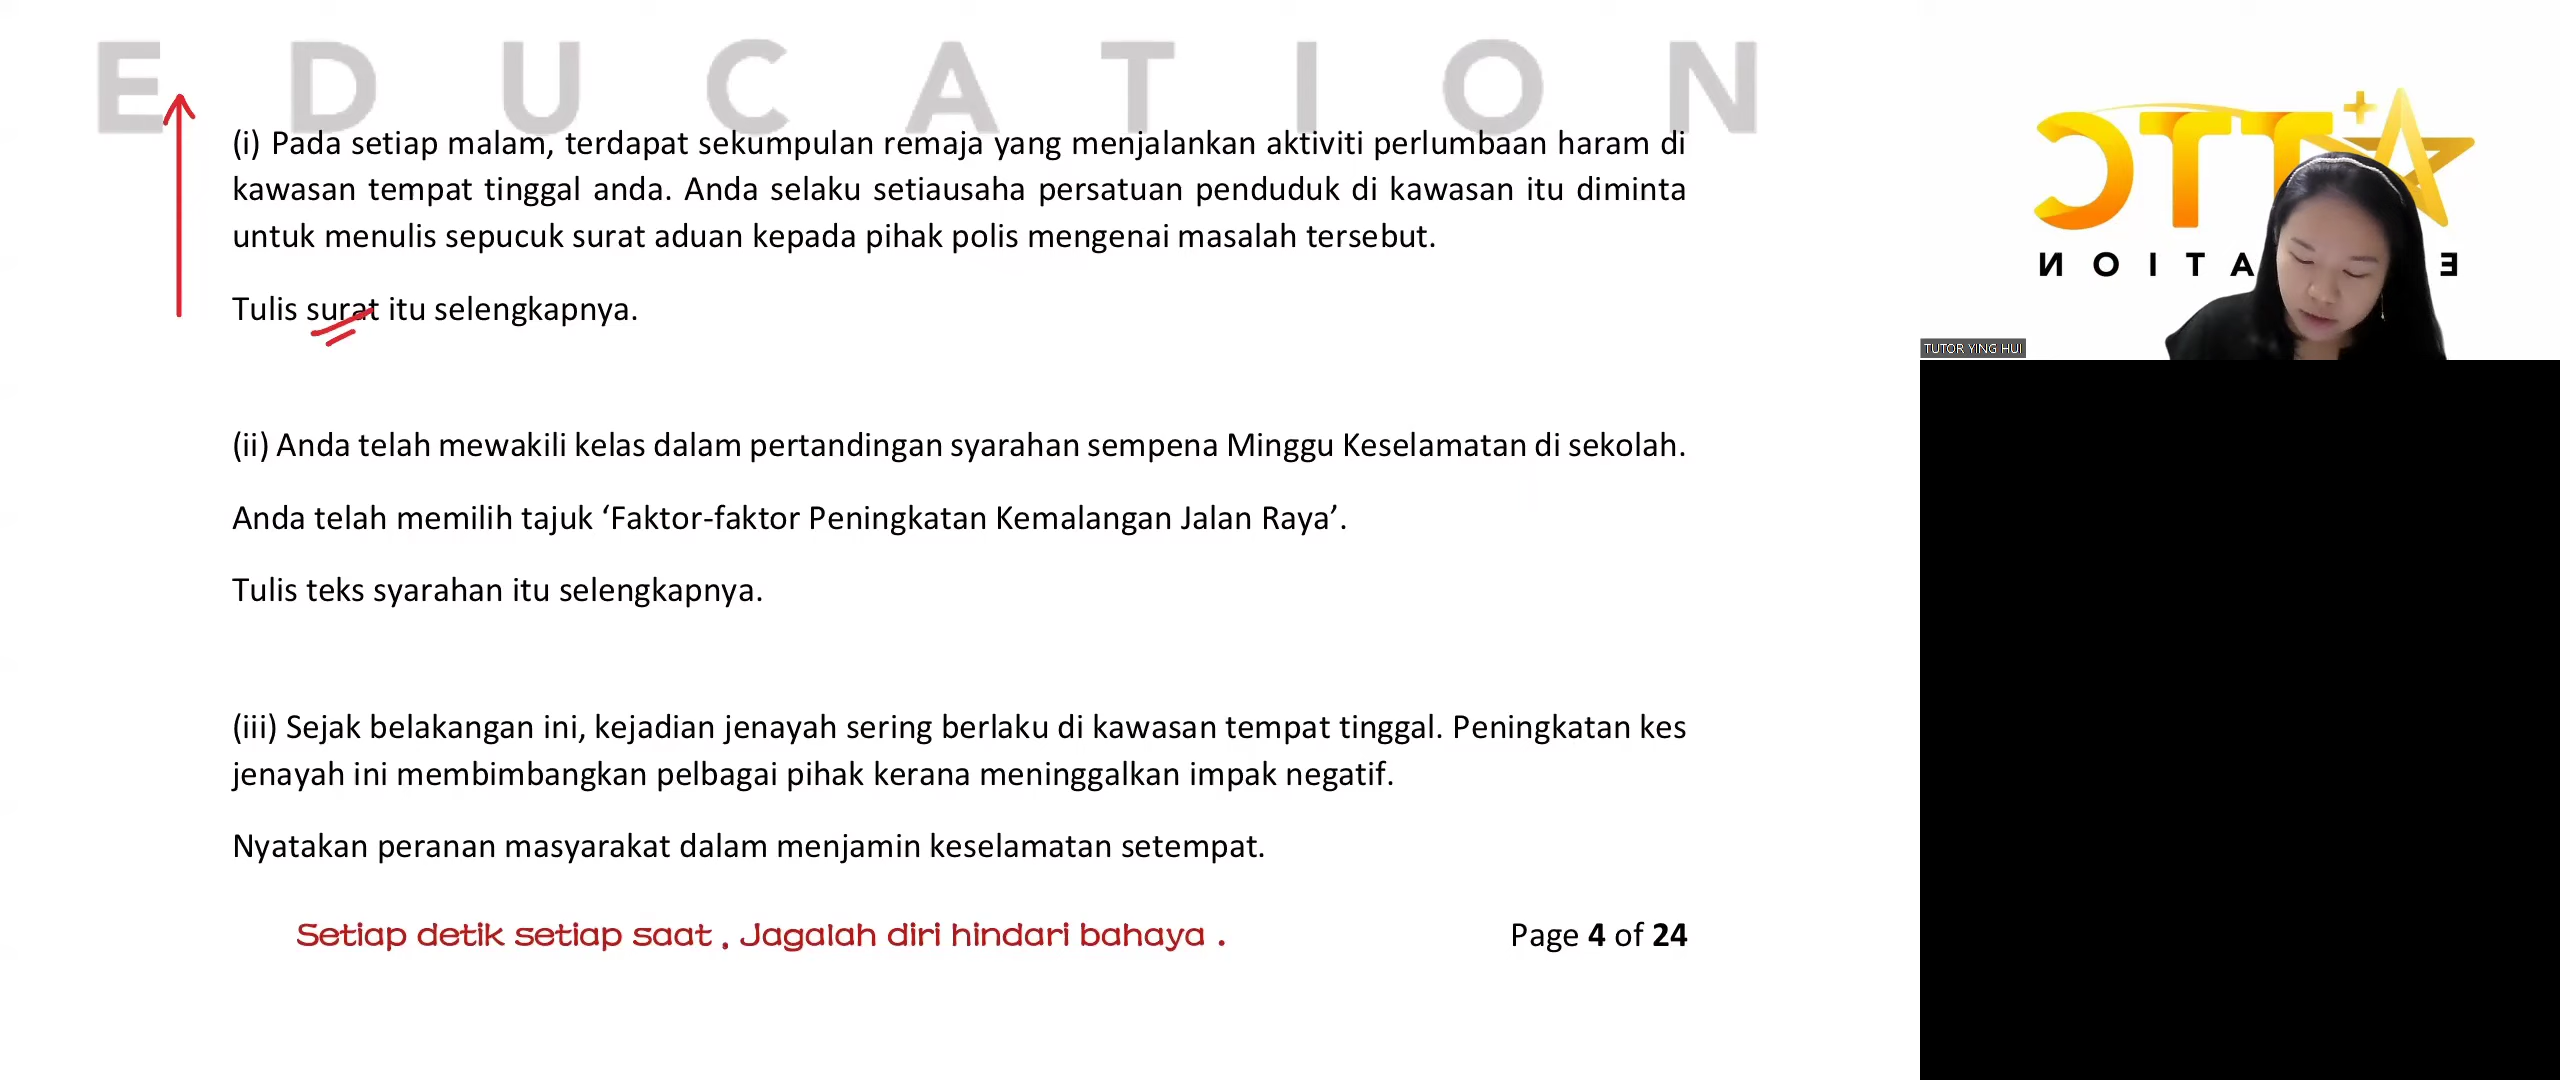 EDUCATION
(i) Pada setiap malam, terdapat sekumpulan remaja yang menjalankan aktiviti perlumbaan haram di
kawasan tempat tinggal anda. Anda selaku setiausaha persatuan penduduk di kawasan itu diminta
untuk menulis sepucuk surat aduan kepada pihak polis mengenai masalah tersebut.
Tulis surat itu selengkapnya.
(ii) Anda telah mewakili kelas dalam pertandingan syarahan sempena Minggu Keselamatan di sekolah.
Anda telah memilih tajuk ‘Faktor-faktor Peningkatan Kemalangan Jalan Raya’.
Tulis teks syarahan itu selengkapnya.
(iii) Sejak belakangan ini, kejadian jenayah sering berlaku di kawasan tempat tinggal. Peningkatan kes
jenayah ini membimbangkan pelbagai pihak kerana meninggalkan impak negatif.
Nyatakan peranan masyarakat dalam menjamin keselamatan setempat.
Setiap detik setiap saat , Jagalah diri hindari bahaya .
Page 4 of 24
TUTOR YING HUI